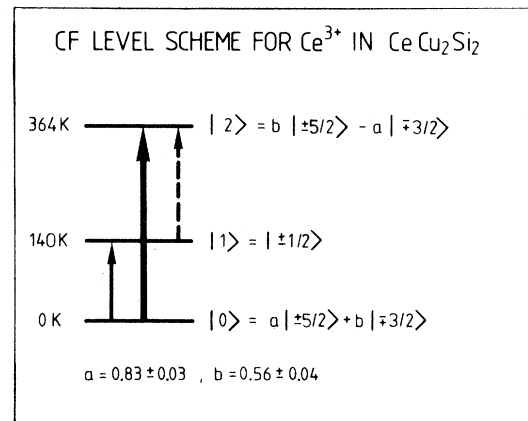 CF LEVEL SCHEME FOR Ce³⁺ IN CeCu₂Si₂
364K |2⟩ = b |±5/2⟩ - a |∓3/2⟩
140K |1⟩ = |±1/2⟩
0K |0⟩ = a |±5/2⟩ + b |∓3/2⟩
a = 0.83 ± 0.03 , b = 0.56 ± 0.04